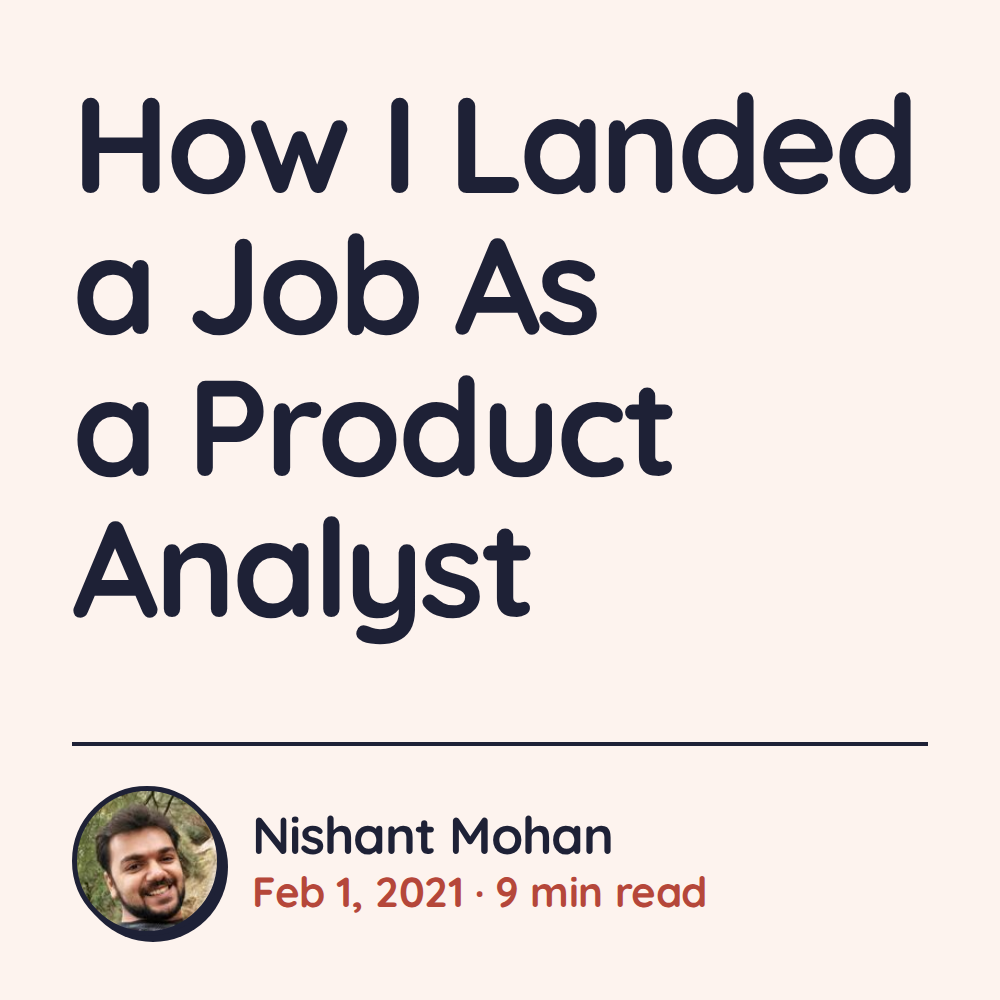 How I Landed
a Job As
a Product
Analyst
Nishant Mohan
Feb 1, 2021 · 9 min read